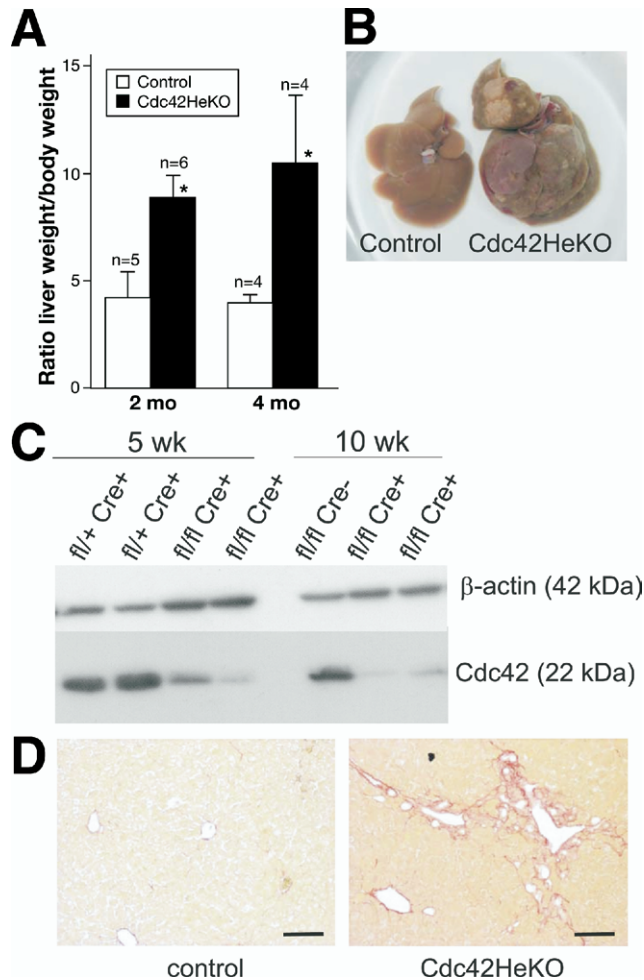 A
Ratio liver weight/body weight
15
10
5
0
Control
Cdc42HeKO
n=5
n=6
*
n=4
n=4
*
2 mo
4 mo
B
Control
Cdc42HeKO
C
5 wk
10 wk
fl/+ Cre+
fl/+ Cre+
fl/fl Cre+
fl/fl Cre+
fl/fl Cre-
fl/fl Cre+
fl/fl Cre+
β-actin (42 kDa)
Cdc42 (22 kDa)
D
control
Cdc42HeKO